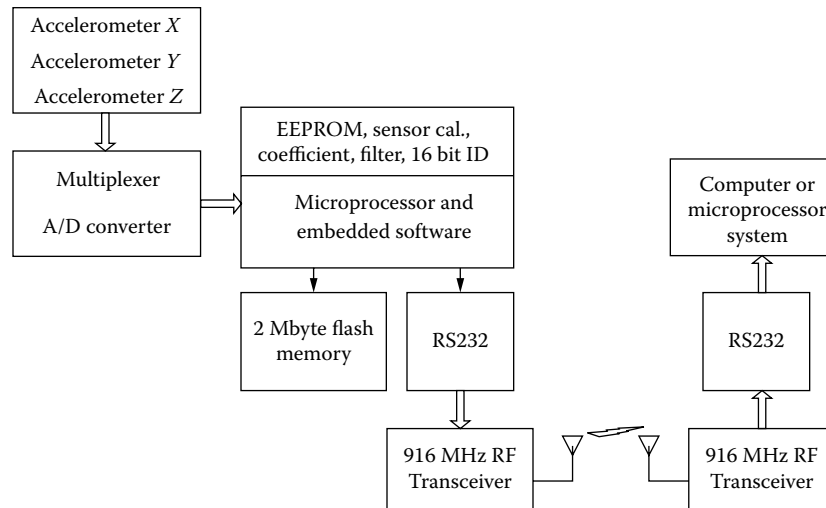 Accelerometer X
Accelerometer Y
Accelerometer Z
Multiplexer
A/D converter
EEPROM, sensor cal.,
coefficient, filter, 16 bit ID
Microprocessor and
embedded software
2 Mbyte flash
memory
RS232
916 MHz RF
Transceiver
Computer or
microprocessor
system
RS232
916 MHz RF
Transceiver